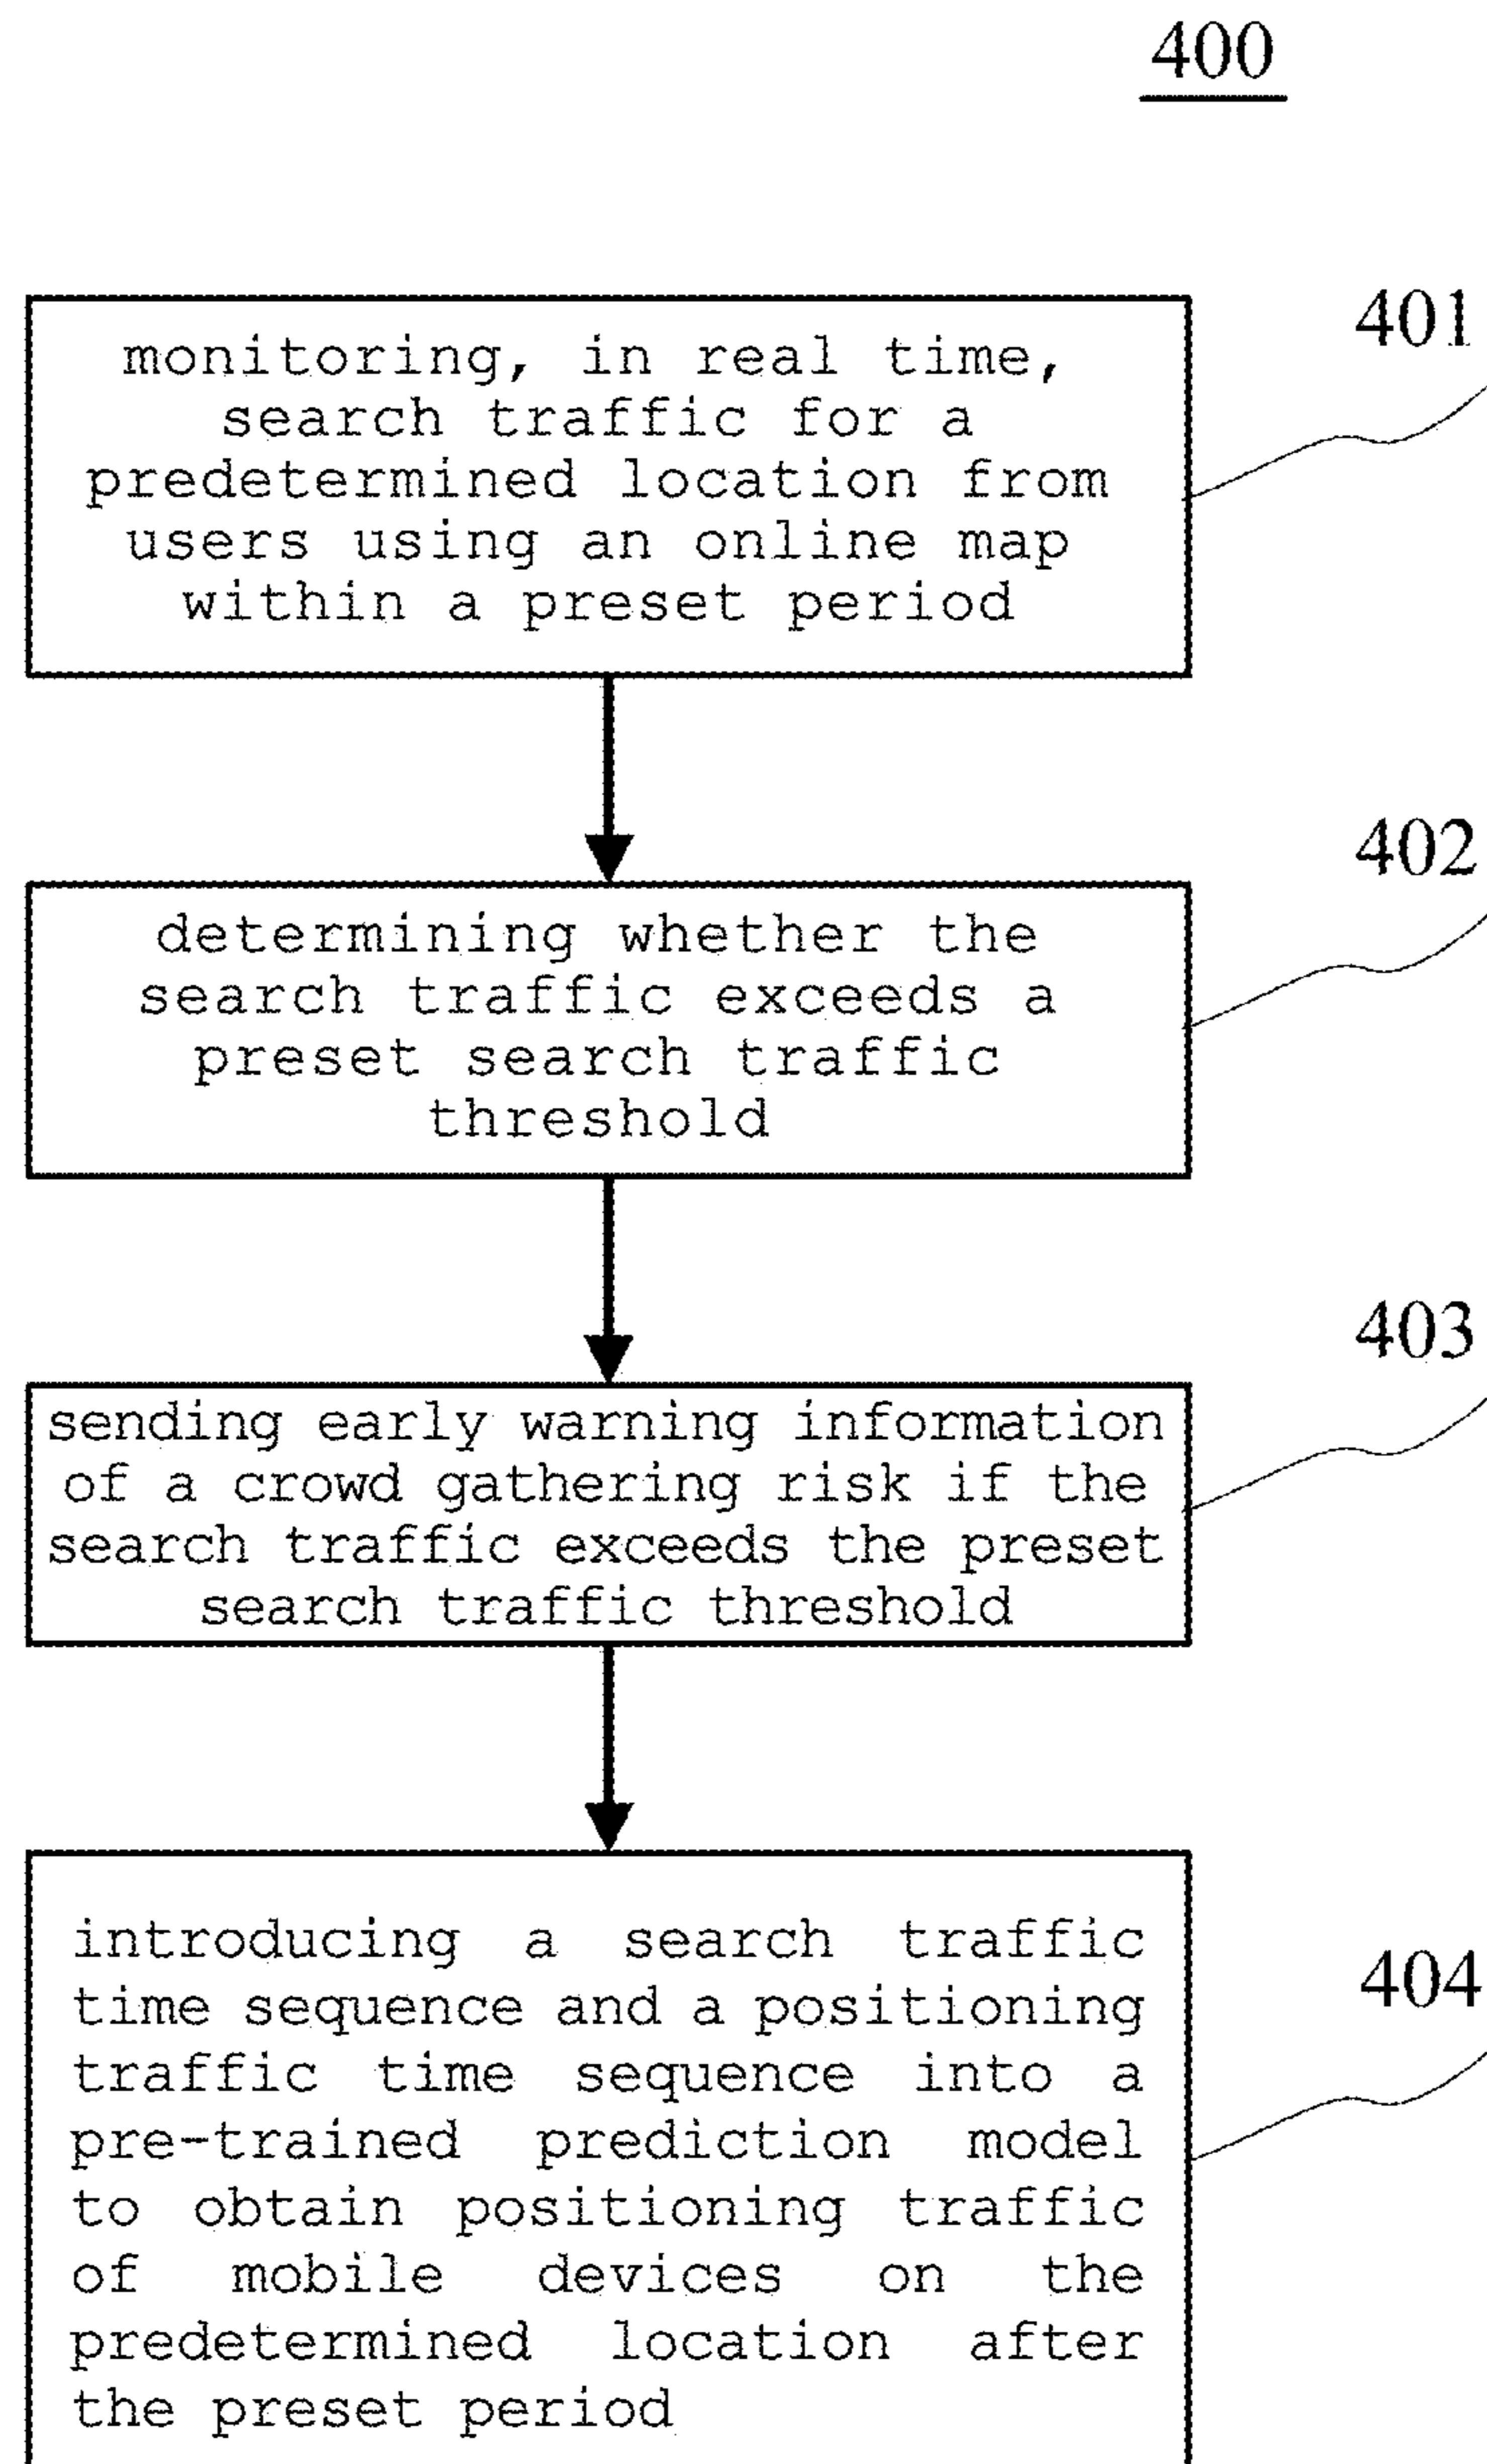 400
401
monitoring, in real time,
search traffic for a
predetermined location from
users using an online map
within a preset period
402
determining whether the
search traffic exceeds a
preset search traffic
threshold
403
sending early warning information
of a crowd gathering risk if the
search traffic exceeds the preset
search traffic threshold
404
introducing a search traffic
time sequence and a positioning
traffic time sequence into a
pre-trained prediction model
to obtain positioning traffic
of mobile devices on the
predetermined location after
the preset period